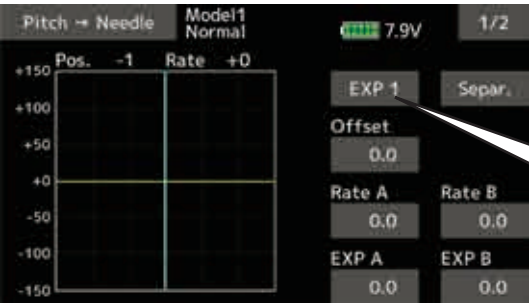 Pitch → Needle Model1 Normal 7.9V 1/2
Pos. -1 Rate +0
+150
+100
+50
+0
-50
-100
-150
EXP 1 Separ.
Offset
0.0
Rate A Rate B
0.0 0.0
EXP A EXP B
0.0 0.0